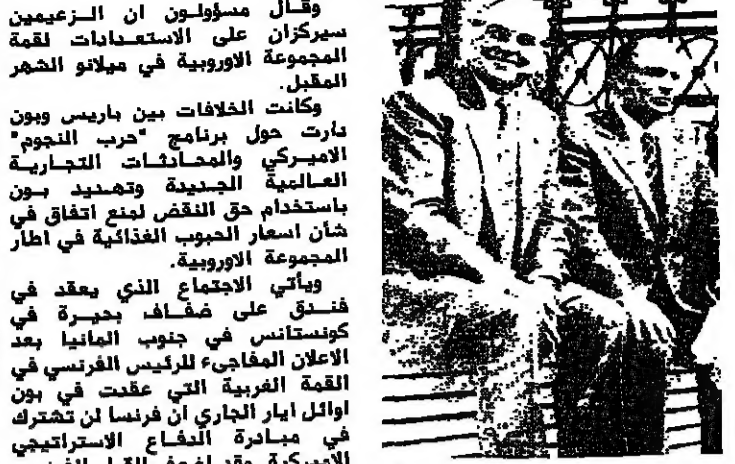 وقال مسؤولون ان الزعيمين
سيركزان على الاستعدادات لقمة
المجموعة الاوروبية في ميلانو الشهر
المقبل.
وكانت الخلافات بين باريس وبون
دارت حول برنامج "حرب النجوم"
الاميركي والمحادثات التجارية
العالمية الجديدة وتهديد بون
باستخدام حق النقض لمنع اتفاق في
شأن اسعار الحبوب الغذائية في اطار
المجموعة الاوروبية.
ويأتي الاجتماع الذي يعقد في
فندق على ضفاف بحيرة في
كونستانس في جنوب المانيا بعد
الاعلان المفاجىء للرئيس الفرنسي في
القمة الغربية التي عقدت في بون
اوائل ايار الجاري ان فرنسا لن تشترك
في مبادرة الدفاع الاستراتيجي